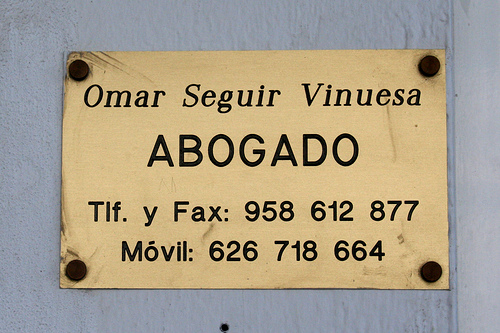 Omar Seguir Vinuesa
ABOGADO
Tlf. y Fax: 958 612 877
Móvil: 626 718 664